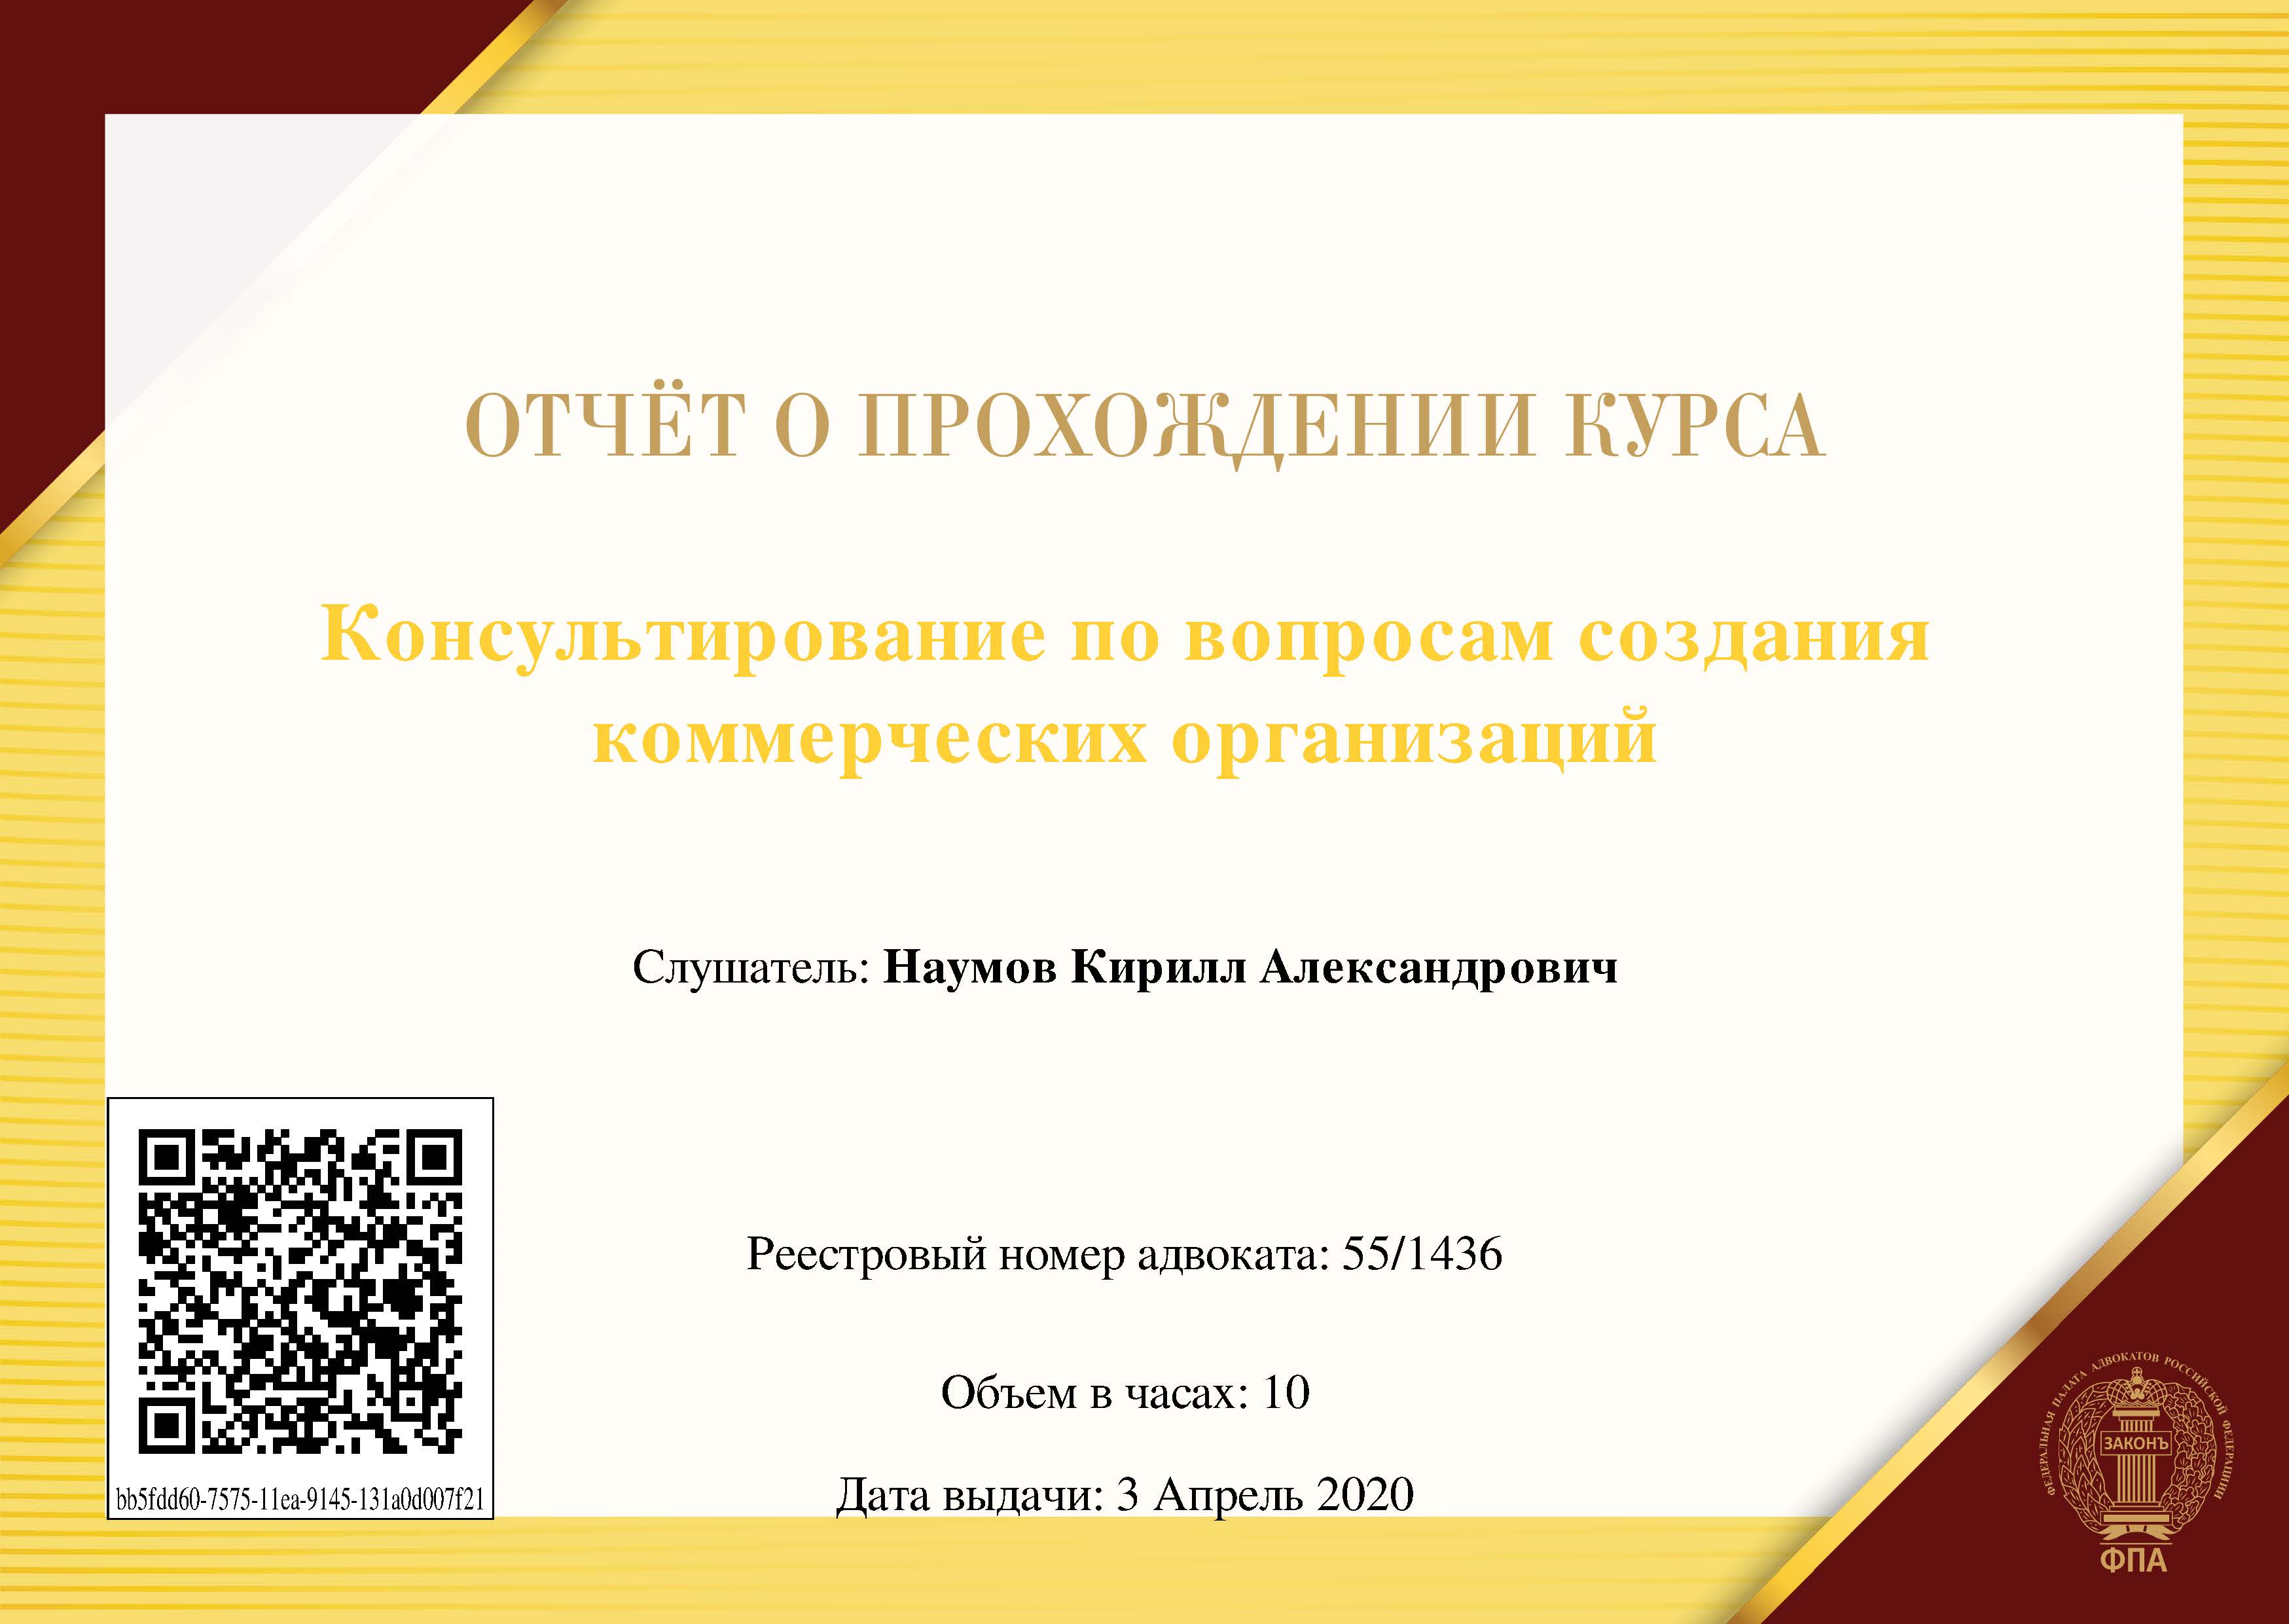 ОТЧЁТ О ПРОХОЖДЕНИИ КУРСА
Консультирование по вопросам создания
коммерческих организаций
Слушатель: Наумов Кирилл Александрович
Реестровый номер адвоката: 55/1436
Объем в часах: 10
Дата выдачи: 3 Апрель 2020
bb5fdd60-7575-11ea-9145-131a0d007f21
ФЕДЕРАЛЬНАЯ ПАЛАТА АДВОКАТОВ РОССИЙСКОЙ ФЕДЕРАЦИИ
ЗАКОНЪ
ФПА